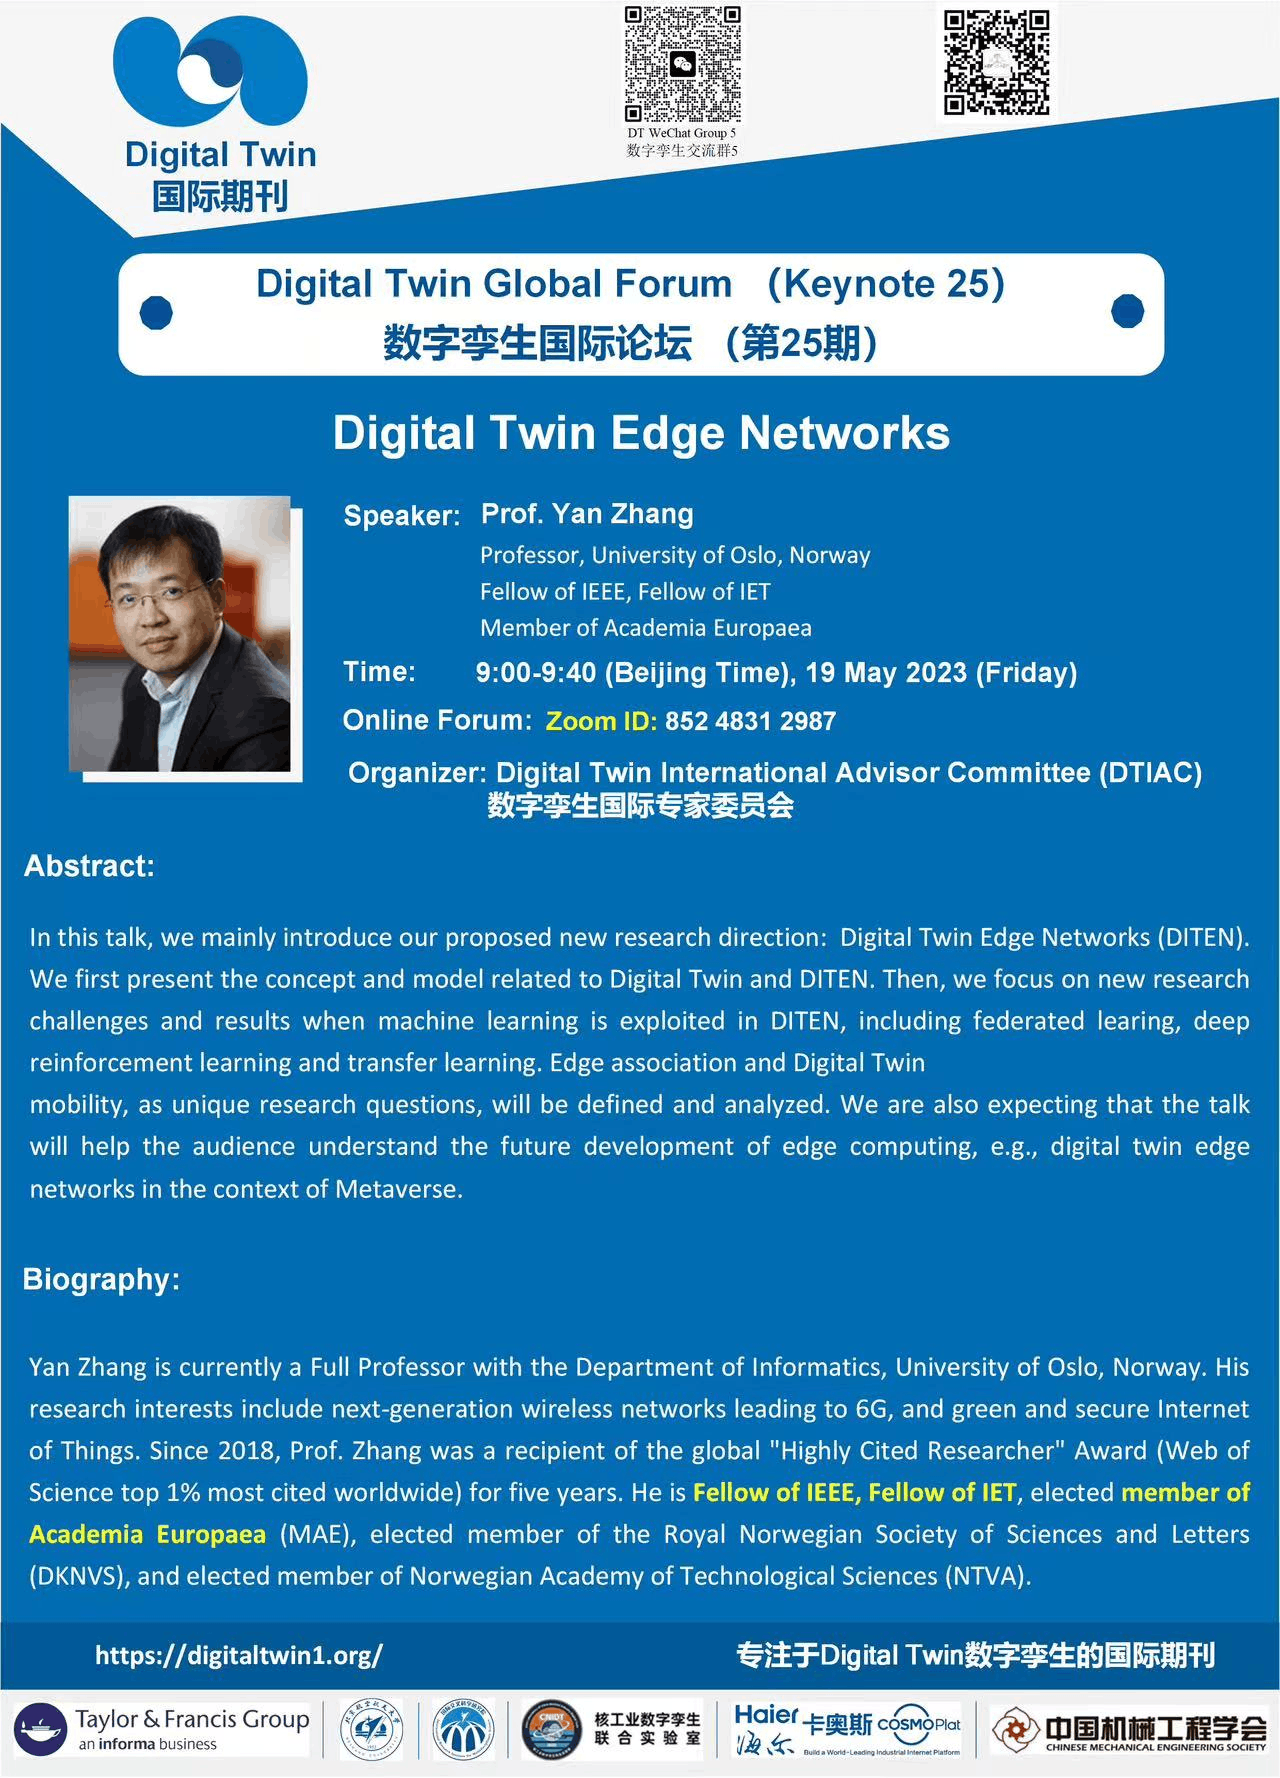 DT WeChat Group 5
数字孪生交流群5
Digital Twin
国际期刊
Digital Twin Global Forum （Keynote 25）
数字孪生国际论坛 （第25期）
Digital Twin Edge Networks
Speaker: Prof. Yan Zhang
Professor, University of Oslo, Norway
Fellow of IEEE, Fellow of IET
Member of Academia Europaea
Time: 9:00-9:40 (Beijing Time), 19 May 2023 (Friday)
Online Forum: Zoom ID: 852 4831 2987
Organizer: Digital Twin International Advisor Committee (DTIAC)
数字孪生国际专家委员会
Abstract:
In this talk, we mainly introduce our proposed new research direction: Digital Twin Edge Networks (DITEN).
We first present the concept and model related to Digital Twin and DITEN. Then, we focus on new research
challenges and results when machine learning is exploited in DITEN, including federated learing, deep
reinforcement learning and transfer learning. Edge association and Digital Twin
mobility, as unique research questions, will be defined and analyzed. We are also expecting that the talk
will help the audience understand the future development of edge computing, e.g., digital twin edge
networks in the context of Metaverse.
Biography:
Yan Zhang is currently a Full Professor with the Department of Informatics, University of Oslo, Norway. His
research interests include next-generation wireless networks leading to 6G, and green and secure Internet
of Things. Since 2018, Prof. Zhang was a recipient of the global "Highly Cited Researcher" Award (Web of
Science top 1% most cited worldwide) for five years. He is Fellow of IEEE, Fellow of IET, elected member of
Academia Europaea (MAE), elected member of the Royal Norwegian Society of Sciences and Letters
(DKNVS), and elected member of Norwegian Academy of Technological Sciences (NTVA).
https://digitaltwin1.org/
专注于Digital Twin数字孪生的国际期刊
Taylor & Francis Group
an informa business
CNIDT
核工业数字孪生
联合实验室
Haier
海尔
卡奥斯 COSMOPlat
Build a World-Leading Industrial Internet Platform
中国机械工程学会
CHINESE MECHANICAL ENGINEERING SOCIETY